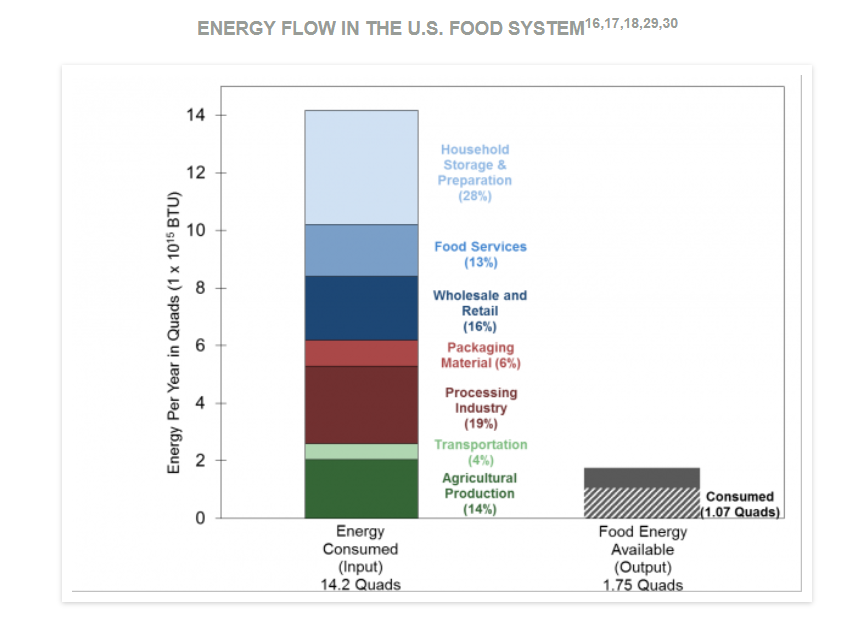 ENERGY FLOW IN THE U.S. FOOD SYSTEM16,17,18,29,30
Energy Per Year in Quads (1 x 10¹⁵ BTU)
14
12
10
8
6
4
2
0
Household
Storage &
Preparation
(28%)
Food Services
(13%)
Wholesale and
Retail
(16%)
Packaging
Material (6%)
Processing
Industry
(19%)
Transportation
(4%)
Agricultural
Production
(14%)
Consumed
(1.07 Quads)
Energy
Consumed
(Input)
14.2 Quads
Food Energy
Available
(Output)
1.75 Quads